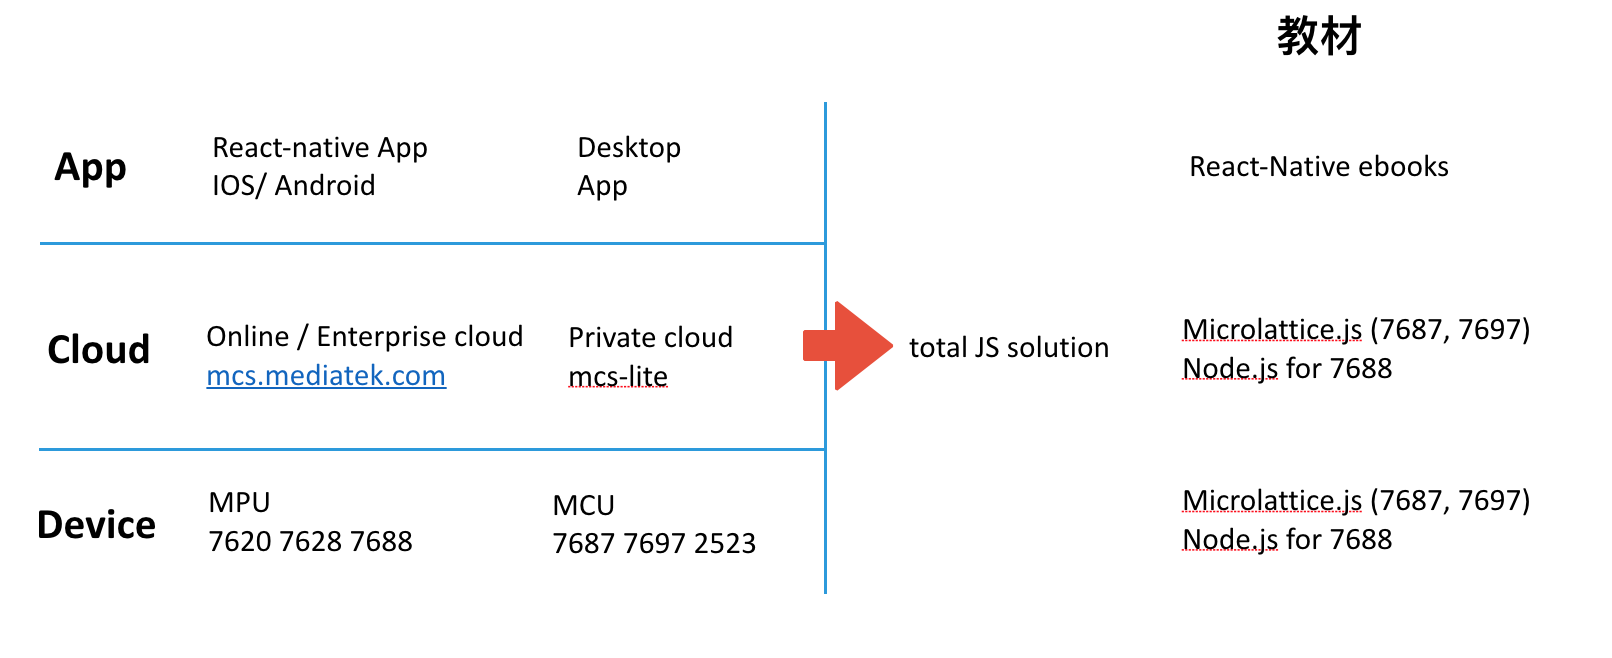 教材
App
React-native App
IOS/ Android
Desktop
App
React-Native ebooks
Cloud
Online / Enterprise cloud
mcs.mediatek.com
Private cloud
mcs-lite
total JS solution
Microlattice.js (7687, 7697)
Node.js for 7688
Device
MPU
7620 7628 7688
MCU
7687 7697 2523
Microlattice.js (7687, 7697)
Node.js for 7688